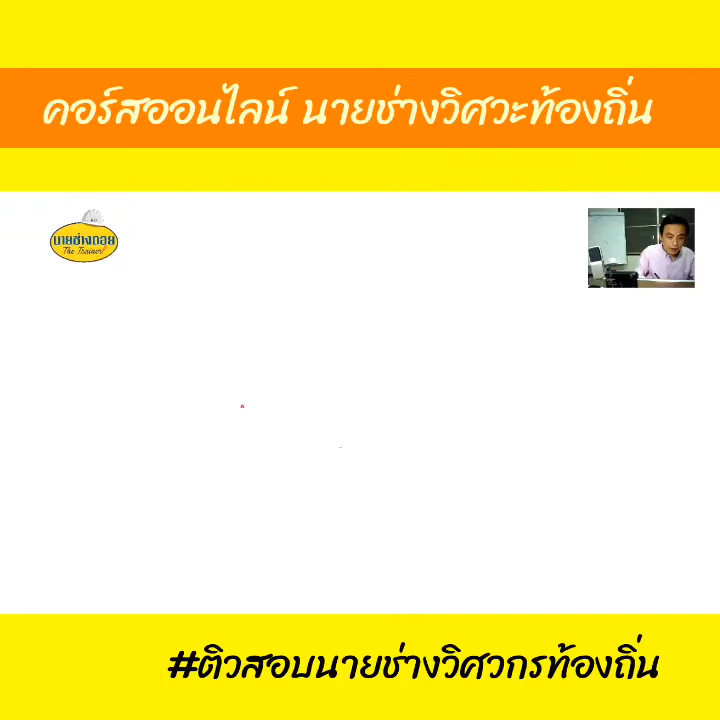 คอร์สออนไลน์ นายช่างวิศวะท้องถิ่น
นายช่างถอย
The Trainer
#ติวสอบนายช่างวิศวกรท้องถิ่น